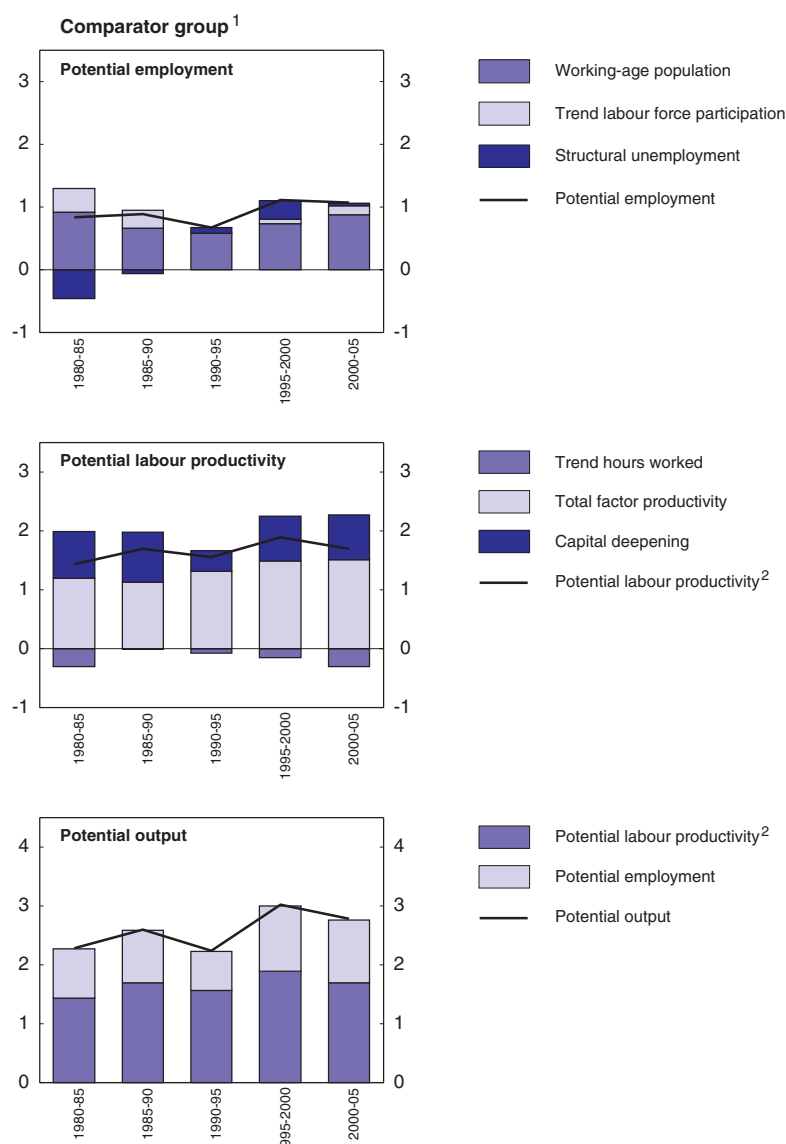 Comparator group 1
Potential employment
3 3
2 2
1 1
0 0
-1 -1
1980-85 1985-90 1990-95 1995-2000 2000-05
Working-age population
Trend labour force participation
Structural unemployment
Potential employment
Potential labour productivity
3 3
2 2
1 1
0 0
-1 -1
1980-85 1985-90 1990-95 1995-2000 2000-05
Trend hours worked
Total factor productivity
Capital deepening
Potential labour productivity 2
Potential output
4 4
3 3
2 2
1 1
0 0
1980-85 1985-90 1990-95 1995-2000 2000-05
Potential labour productivity 2
Potential employment
Potential output